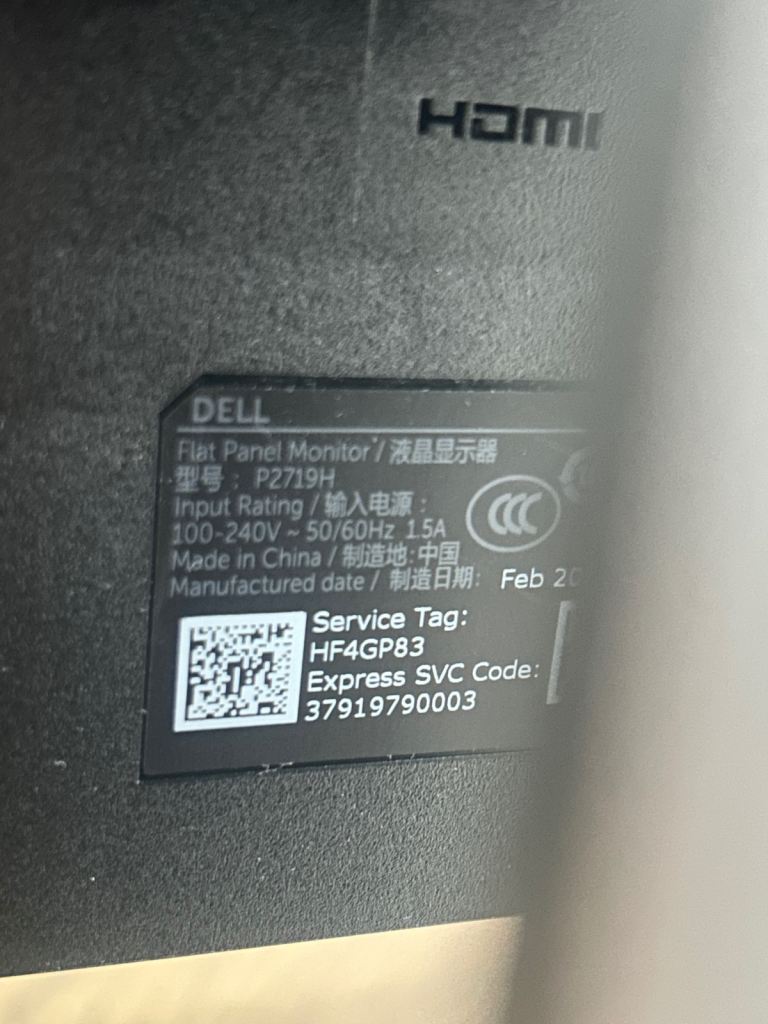 HDMI
DELL
Flat Panel Monitor / 液晶显示器
型号: P2719H
Input Rating / 输入电源:
100-240V ~ 50/60Hz 1.5A
Made in China / 制造地:中国
Manufactured date / 制造日期: Feb 20
Service Tag:
HF4GP83
Express SVC Code:
37919790003